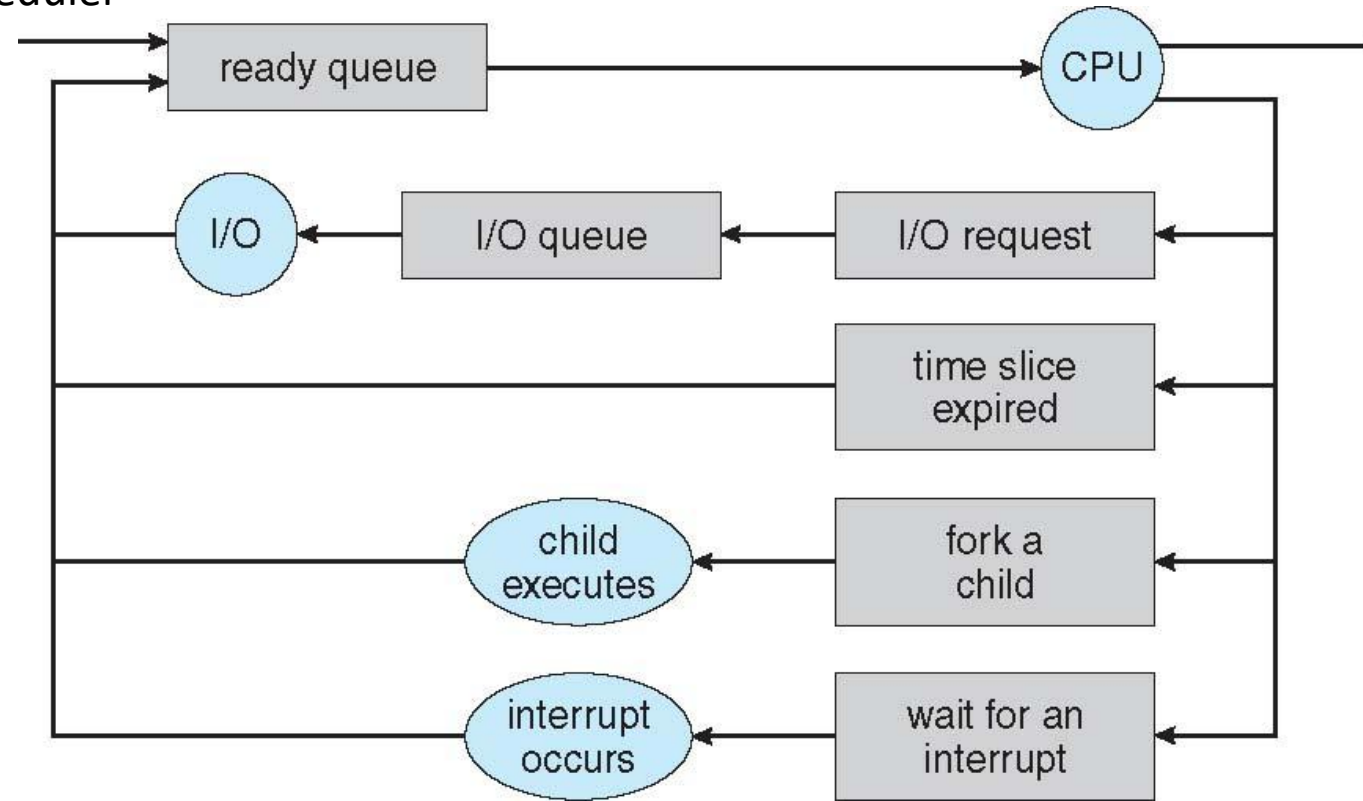 ready queue
CPU
I/O
I/O queue
I/O request
time slice
expired
child
executes
fork a
child
interrupt
occurs
wait for an
interrupt